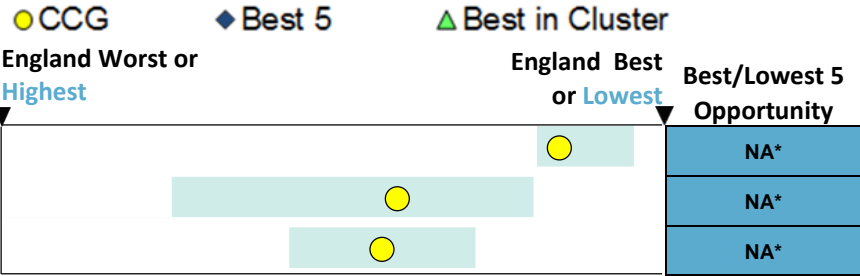 CCG Best 5 Best in Cluster
England Worst or
Highest
England Best
or Lowest
Best/Lowest 5
Opportunity
NA*
NA*
NA*